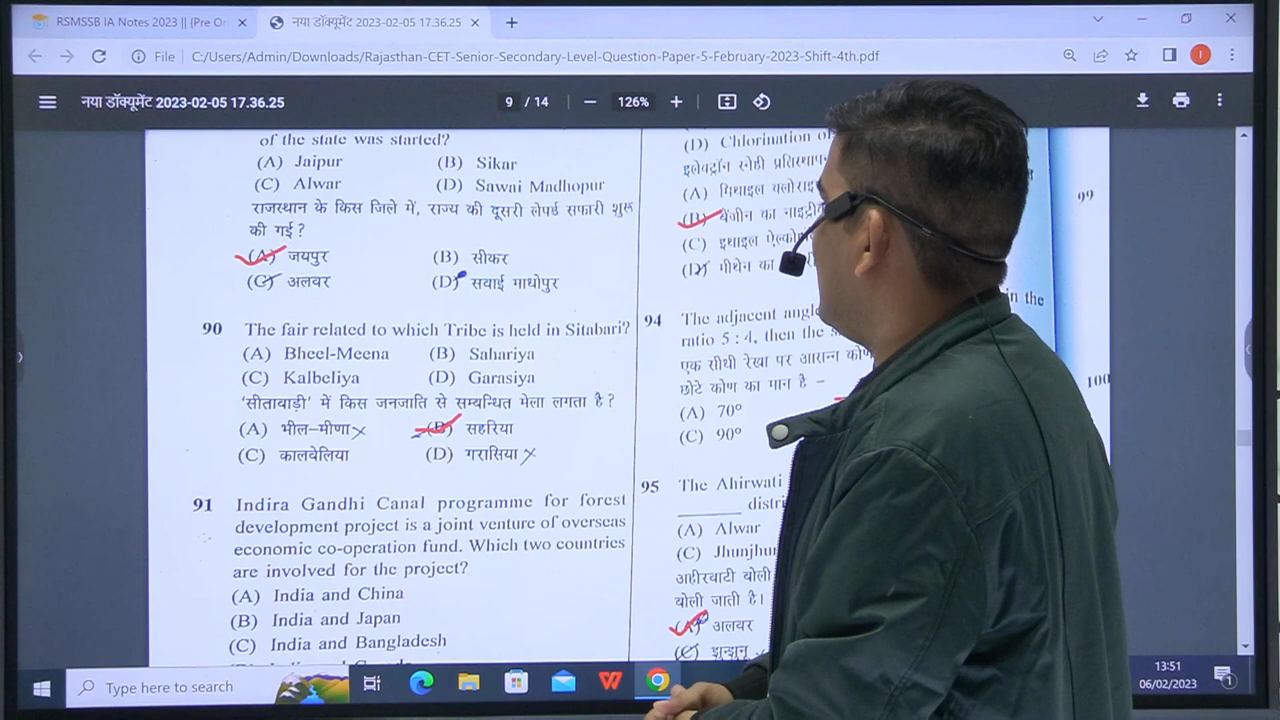 RSMSSB IA Notes 2023 || (Pre Or
नया डॉक्यूमेंट 2023-02-05 17.36.25
File C:/Users/Admin/Downloads/Rajasthan-CET-Senior-Secondary-Level-Question-Paper-5-February-2023-Shift-4th.pdf
नया डॉक्यूमेंट 2023-02-05 17.36.25
9 / 14
126%
of the state was started?
(A) Jaipur (B) Sikar
(C) Alwar (D) Sawai Madhopur
राजस्थान के किस जिले में, राज्य की दूसरी लेपर्ड सफारी शुरू
की गई?
(A) जयपुर (B) सीकर
(C) अलवर (D) सवाई माधोपुर
90 The fair related to which Tribe is held in Sitabari?
(A) Bheel-Meena (B) Sahariya
(C) Kalbeliya (D) Garasiya
'सीताबाड़ी' में किस जनजाति से सम्बन्धित मेला लगता है?
(A) भील-मीणा (B) सहरिया
(C) कालबेलिया (D) गरासिया
91 Indira Gandhi Canal programme for forest
development project is a joint venture of overseas
economic co-operation fund. Which two countries
are involved for the project?
(A) India and China
(B) India and Japan
(C) India and Bangladesh
(D) Chlorination of
इलेक्ट्रॉन स्नेही
(A) मिथाइल
(B) बेंजीन का
(C) इथाइल
(D) मीथेन का
94 The adjacent angle
in the
ratio 5 : 4, then the
एक सीधी रेखा पर आसन्न कोण
छोटे कोण का मान है –
(A) 70°
(C) 90°
95 The Ahirwati
______ distri
(A) Alwar
(C) Jhunjhun
अहीरवाटी बोली
बोली जाती है।
(A) अलवर
(C) झुन्झुनू
99
100
Type here to search
13:51
06/02/2023
1